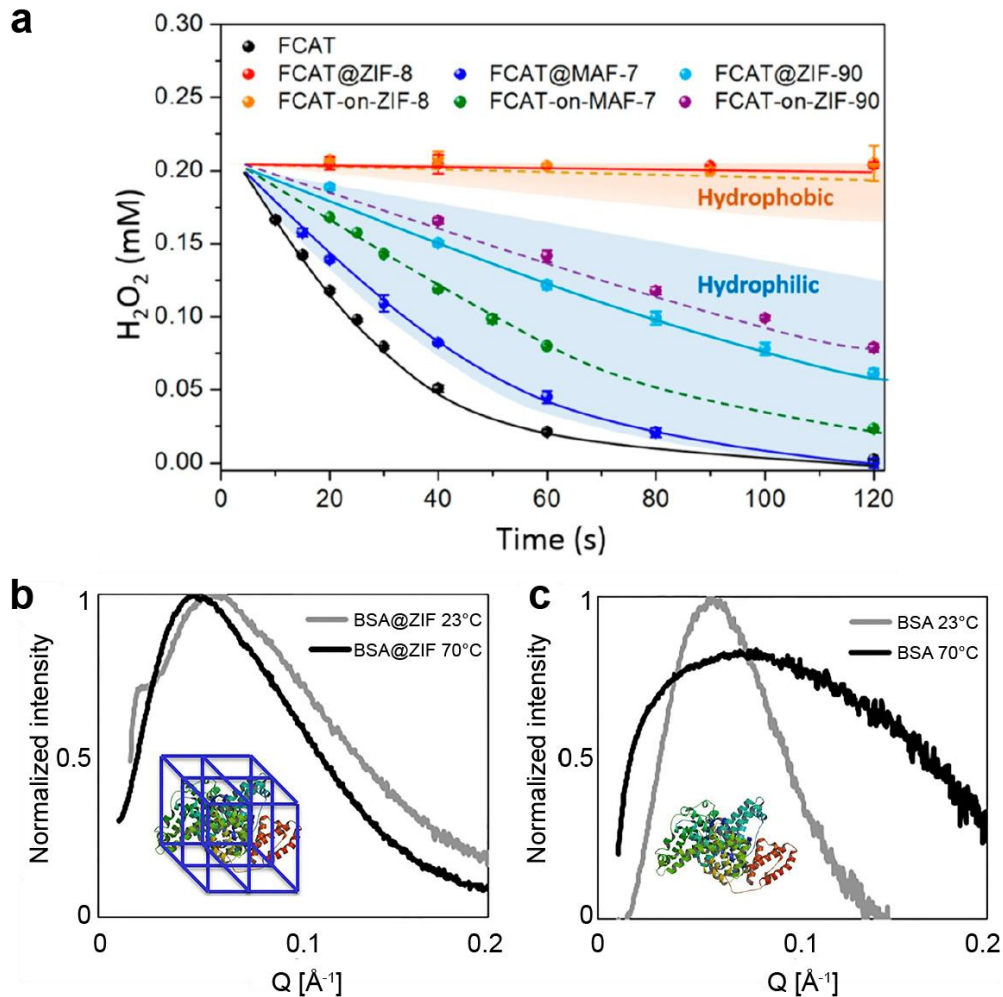 a
0.30
0.25
0.20
0.15
0.10
0.05
0.00
H₂O₂ (mM)
FCAT
FCAT@ZIF-8 FCAT@MAF-7 FCAT@ZIF-90
FCAT-on-ZIF-8 FCAT-on-MAF-7 FCAT-on-ZIF-90
Hydrophobic
Hydrophilic
0 20 40 60 80 100 120
Time (s)
b
1
0.5
0
Normalized intensity
BSA@ZIF 23°C
BSA@ZIF 70°C
0 0.1 0.2
Q [Å⁻¹]
c
1
0.5
0
Normalized intensity
BSA 23°C
BSA 70°C
0 0.1 0.2
Q [Å⁻¹]